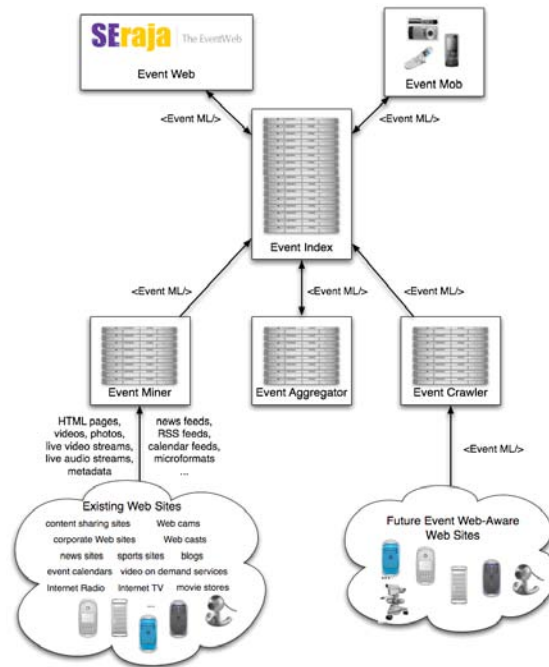 SEraja The EventWeb
Event Web
Event Mob
<Event ML/>
<Event ML/>
Event Index
<Event ML/>
<Event ML/>
<Event ML/>
Event Miner
Event Aggregator
Event Crawler
HTML pages,
videos, photos,
live video streams,
live audio streams,
metadata
news feeds,
RSS feeds,
calendar feeds,
microformats
...
<Event ML/>
Existing Web Sites
content sharing sites Web cams
corporate Web sites Web casts
news sites sports sites blogs
event calendars video on demand services
Internet Radio Internet TV movie stores
Future Event Web-Aware
Web Sites